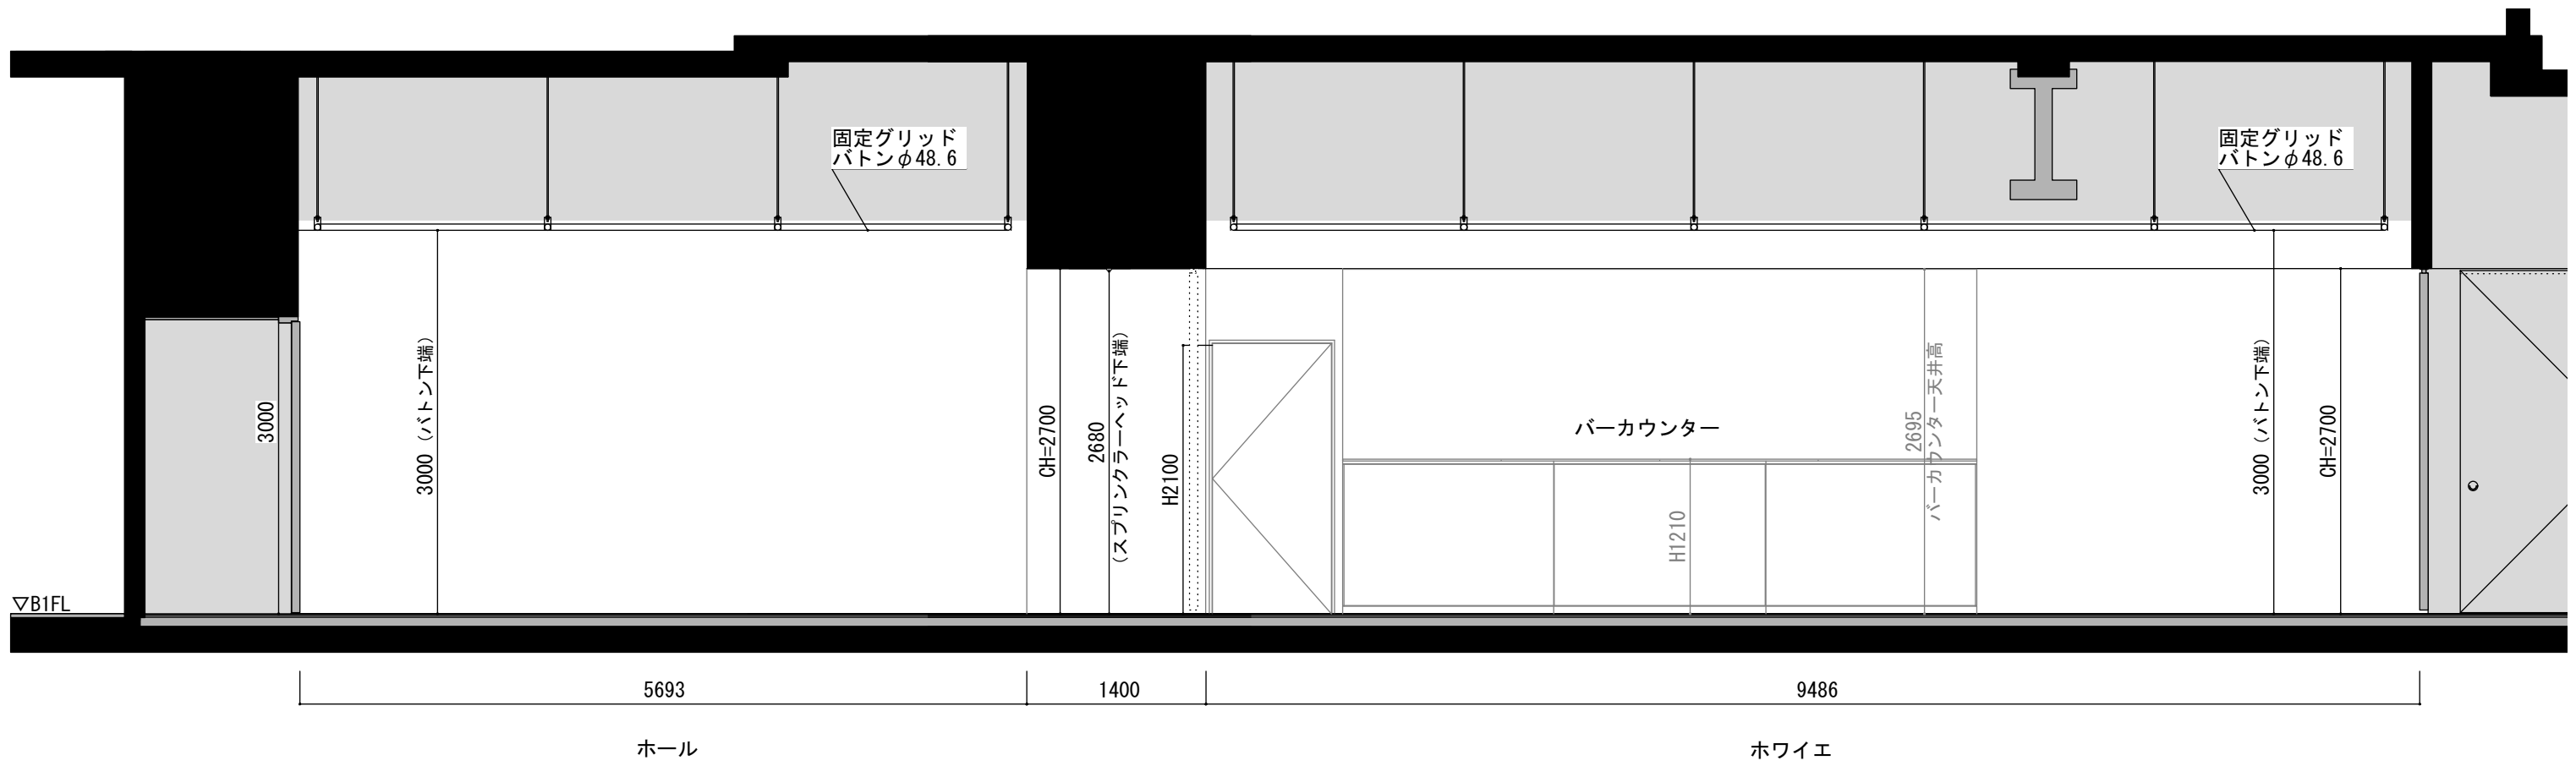 固定グリッド
バトンφ48.6
固定グリッド
バトンφ48.6
3000
3000（バトン下端）
CH=2700
2680
（スプリンクラーヘッド下端）
H2100
バーカウンター
H1210
2695
バーカウンター天井高
3000（バトン下端）
CH=2700
▽B1FL
5693
1400
9486
ホール
ホワイエ